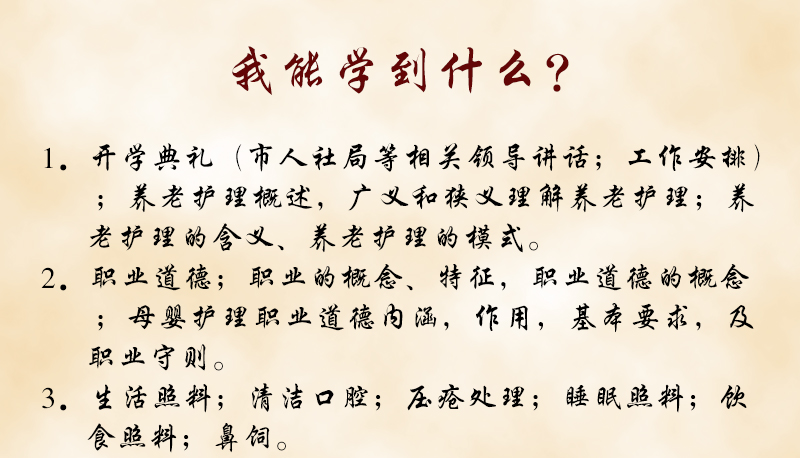 我能学到什么?
1. 开学典礼（市人社局等相关领导讲话；工作安排）
；养老护理概述，广义和狭义理解养老护理；养
老护理的含义、养老护理的模式。
2. 职业道德；职业的概念、特征，职业道德的概念
；母婴护理职业道德内涵，作用，基本要求，及
职业守则。
3. 生活照料；清洁口腔；压疮处理；睡眠照料；饮
食照料；鼻饲。